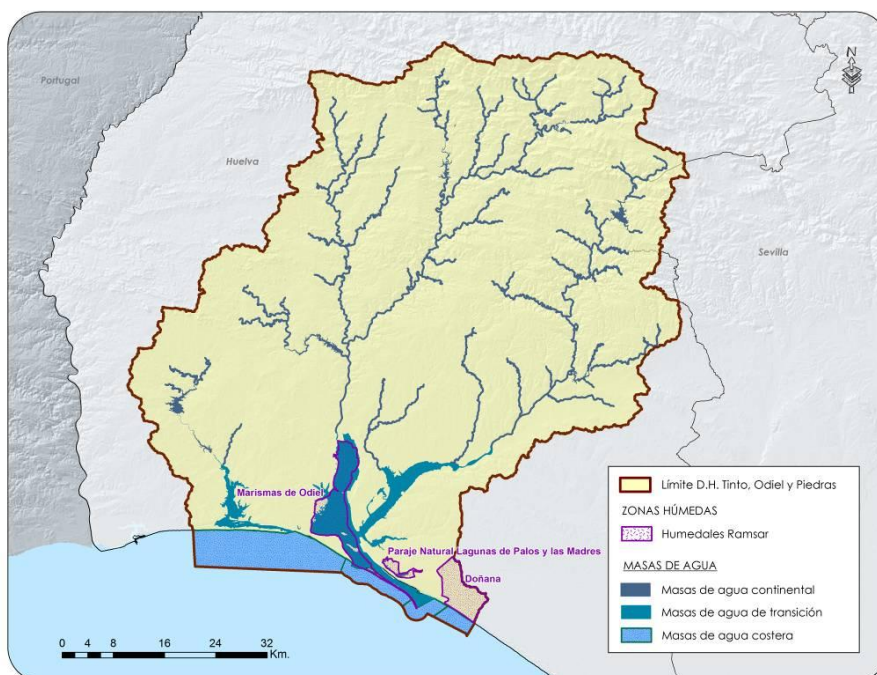 Portugal
N
Huelva
Sevilla
Marismas de Odiel
Paraje Natural Lagunas de Palos y las Madres
Doñana
Límite D.H. Tinto, Odiel y Piedras
ZONAS HÚMEDAS
Humedales Ramsar
MASAS DE AGUA
Masas de agua continental
Masas de agua de transición
Masas de agua costera
0 4 8 16 24 32
Km.